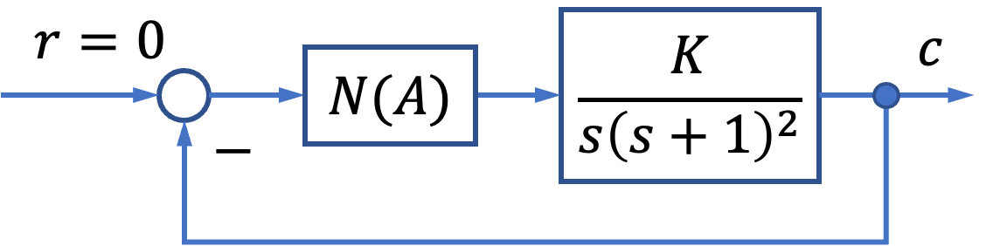 r = 0
−
N(A)
K
s(s + 1)²
c